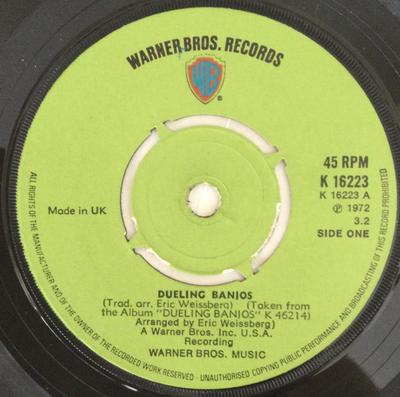 WARNER BROS. RECORDS
WB
®
45 RPM
K 16223
K 16223 A
℗ 1972
3.2
SIDE ONE
Made in UK
DUELING BANJOS
(Trad. arr. Eric Weissberg) (Taken from
the Album "DUELING BANJOS" K 46214)
Arranged by Eric Weissberg)
A Warner Bros. Inc. U.S.A.
Recording
WARNER BROS. MUSIC
ALL RIGHTS OF THE MANUFACTURER AND OF THE OWNER OF THE RECORDED WORK RESERVED - UNAUTHORISED COPYING PUBLIC PERFORMANCE AND BROADCASTING OF THIS RECORD PROHIBITED